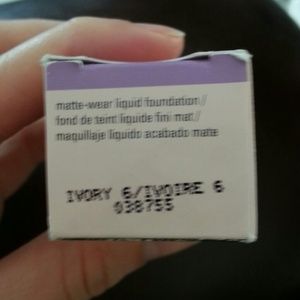 matte-wear liquid foundation/
fond de teint liquide fini mat/
maquillaje líquido acabado mate
IVORY 6/IVOIRE 6
038755